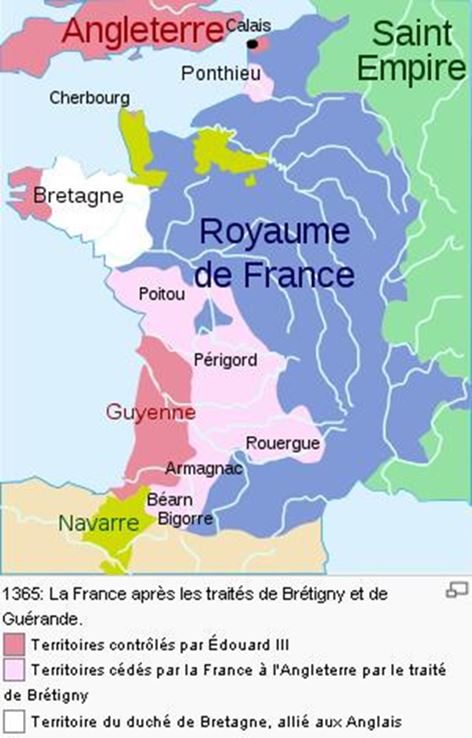 Angleterre
Calais
Saint
Empire
Ponthieu
Cherbourg
Bretagne
Royaume
de France
Poitou
Périgord
Guyenne
Rouergue
Armagnac
Béarn
Bigorre
Navarre
1365: La France après les traités de Brétigny et de
Guérande.
Territoires contrôlés par Édouard III
Territoires cédés par la France à l'Angleterre par le traité
de Brétigny
Territoire du duché de Bretagne, allié aux Anglais